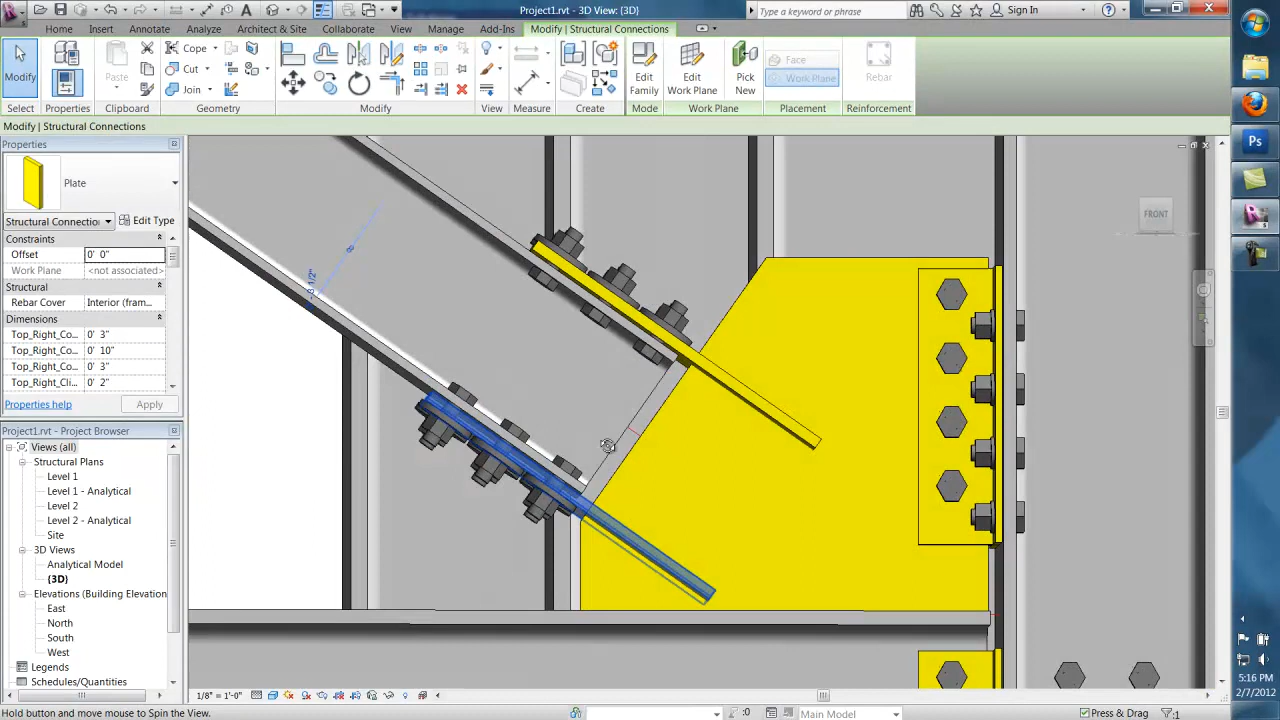 Project1.rvt - 3D View: {3D}
Type a keyword or phrase
Sign In
Home
Insert
Annotate
Analyze
Architect & Site
Collaborate
View
Manage
Add-Ins
Modify | Structural Connections
Modify
Paste
Cope
Cut
Join
Edit Family
Edit Work Plane
Pick New
Face
Work Plane
Rebar
Select
Properties
Clipboard
Geometry
Modify
View
Measure
Create
Mode
Work Plane
Placement
Reinforcement
Modify | Structural Connections
Properties
Plate
Structural Connection
Edit Type
Constraints
Offset 0' 0"
Work Plane <not associated>
Structural
Rebar Cover Interior (fram...
Dimensions
Top_Right_Co... 0' 3"
Top_Right_Co... 0' 10"
Top_Right_Co... 0' 3"
Top_Right_Cli... 0' 2"
Properties help
Apply
Project1.rvt - Project Browser
Views (all)
Structural Plans
Level 1
Level 1 - Analytical
Level 2
Level 2 - Analytical
Site
3D Views
Analytical Model
{3D}
Elevations (Building Elevation
East
North
South
West
Legends
Schedules/Quantities
FRONT
1/8" = 1'-0"
Hold button and move mouse to Spin the View.
:0
Main Model
Press & Drag
:1
Ps
5:16 PM
2/7/2012